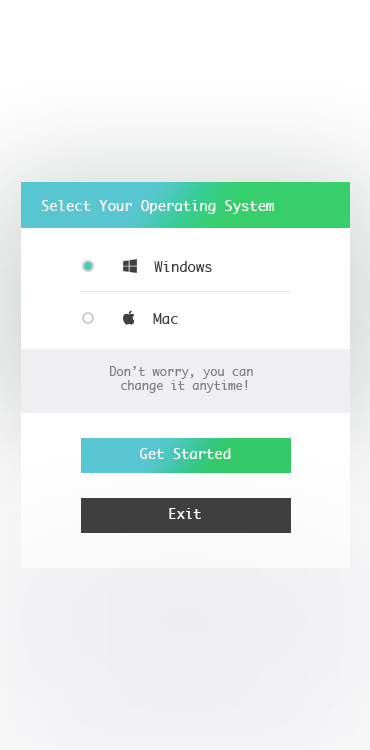 Select Your Operating System
Windows
Mac
Don’t worry, you can
change it anytime!
Get Started
Exit